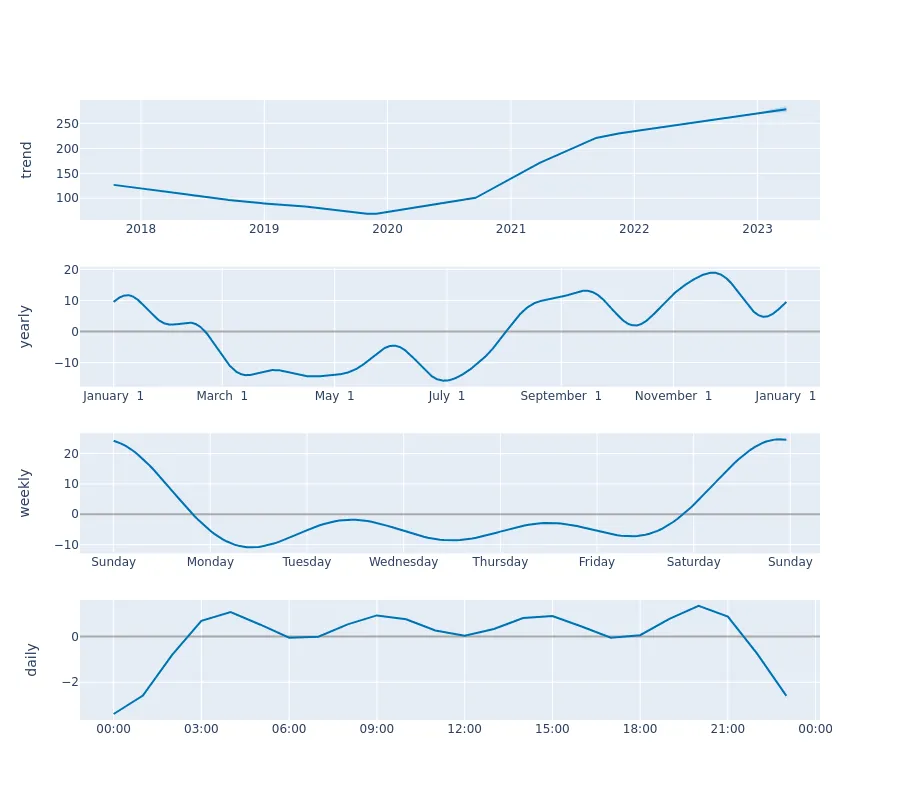 trend
250
200
150
100
2018 2019 2020 2021 2022 2023
yearly
20
10
0
−10
January 1 March 1 May 1 July 1 September 1 November 1 January 1
weekly
20
10
0
−10
Sunday Monday Tuesday Wednesday Thursday Friday Saturday Sunday
daily
0
−2
00:00 03:00 06:00 09:00 12:00 15:00 18:00 21:00 00:00